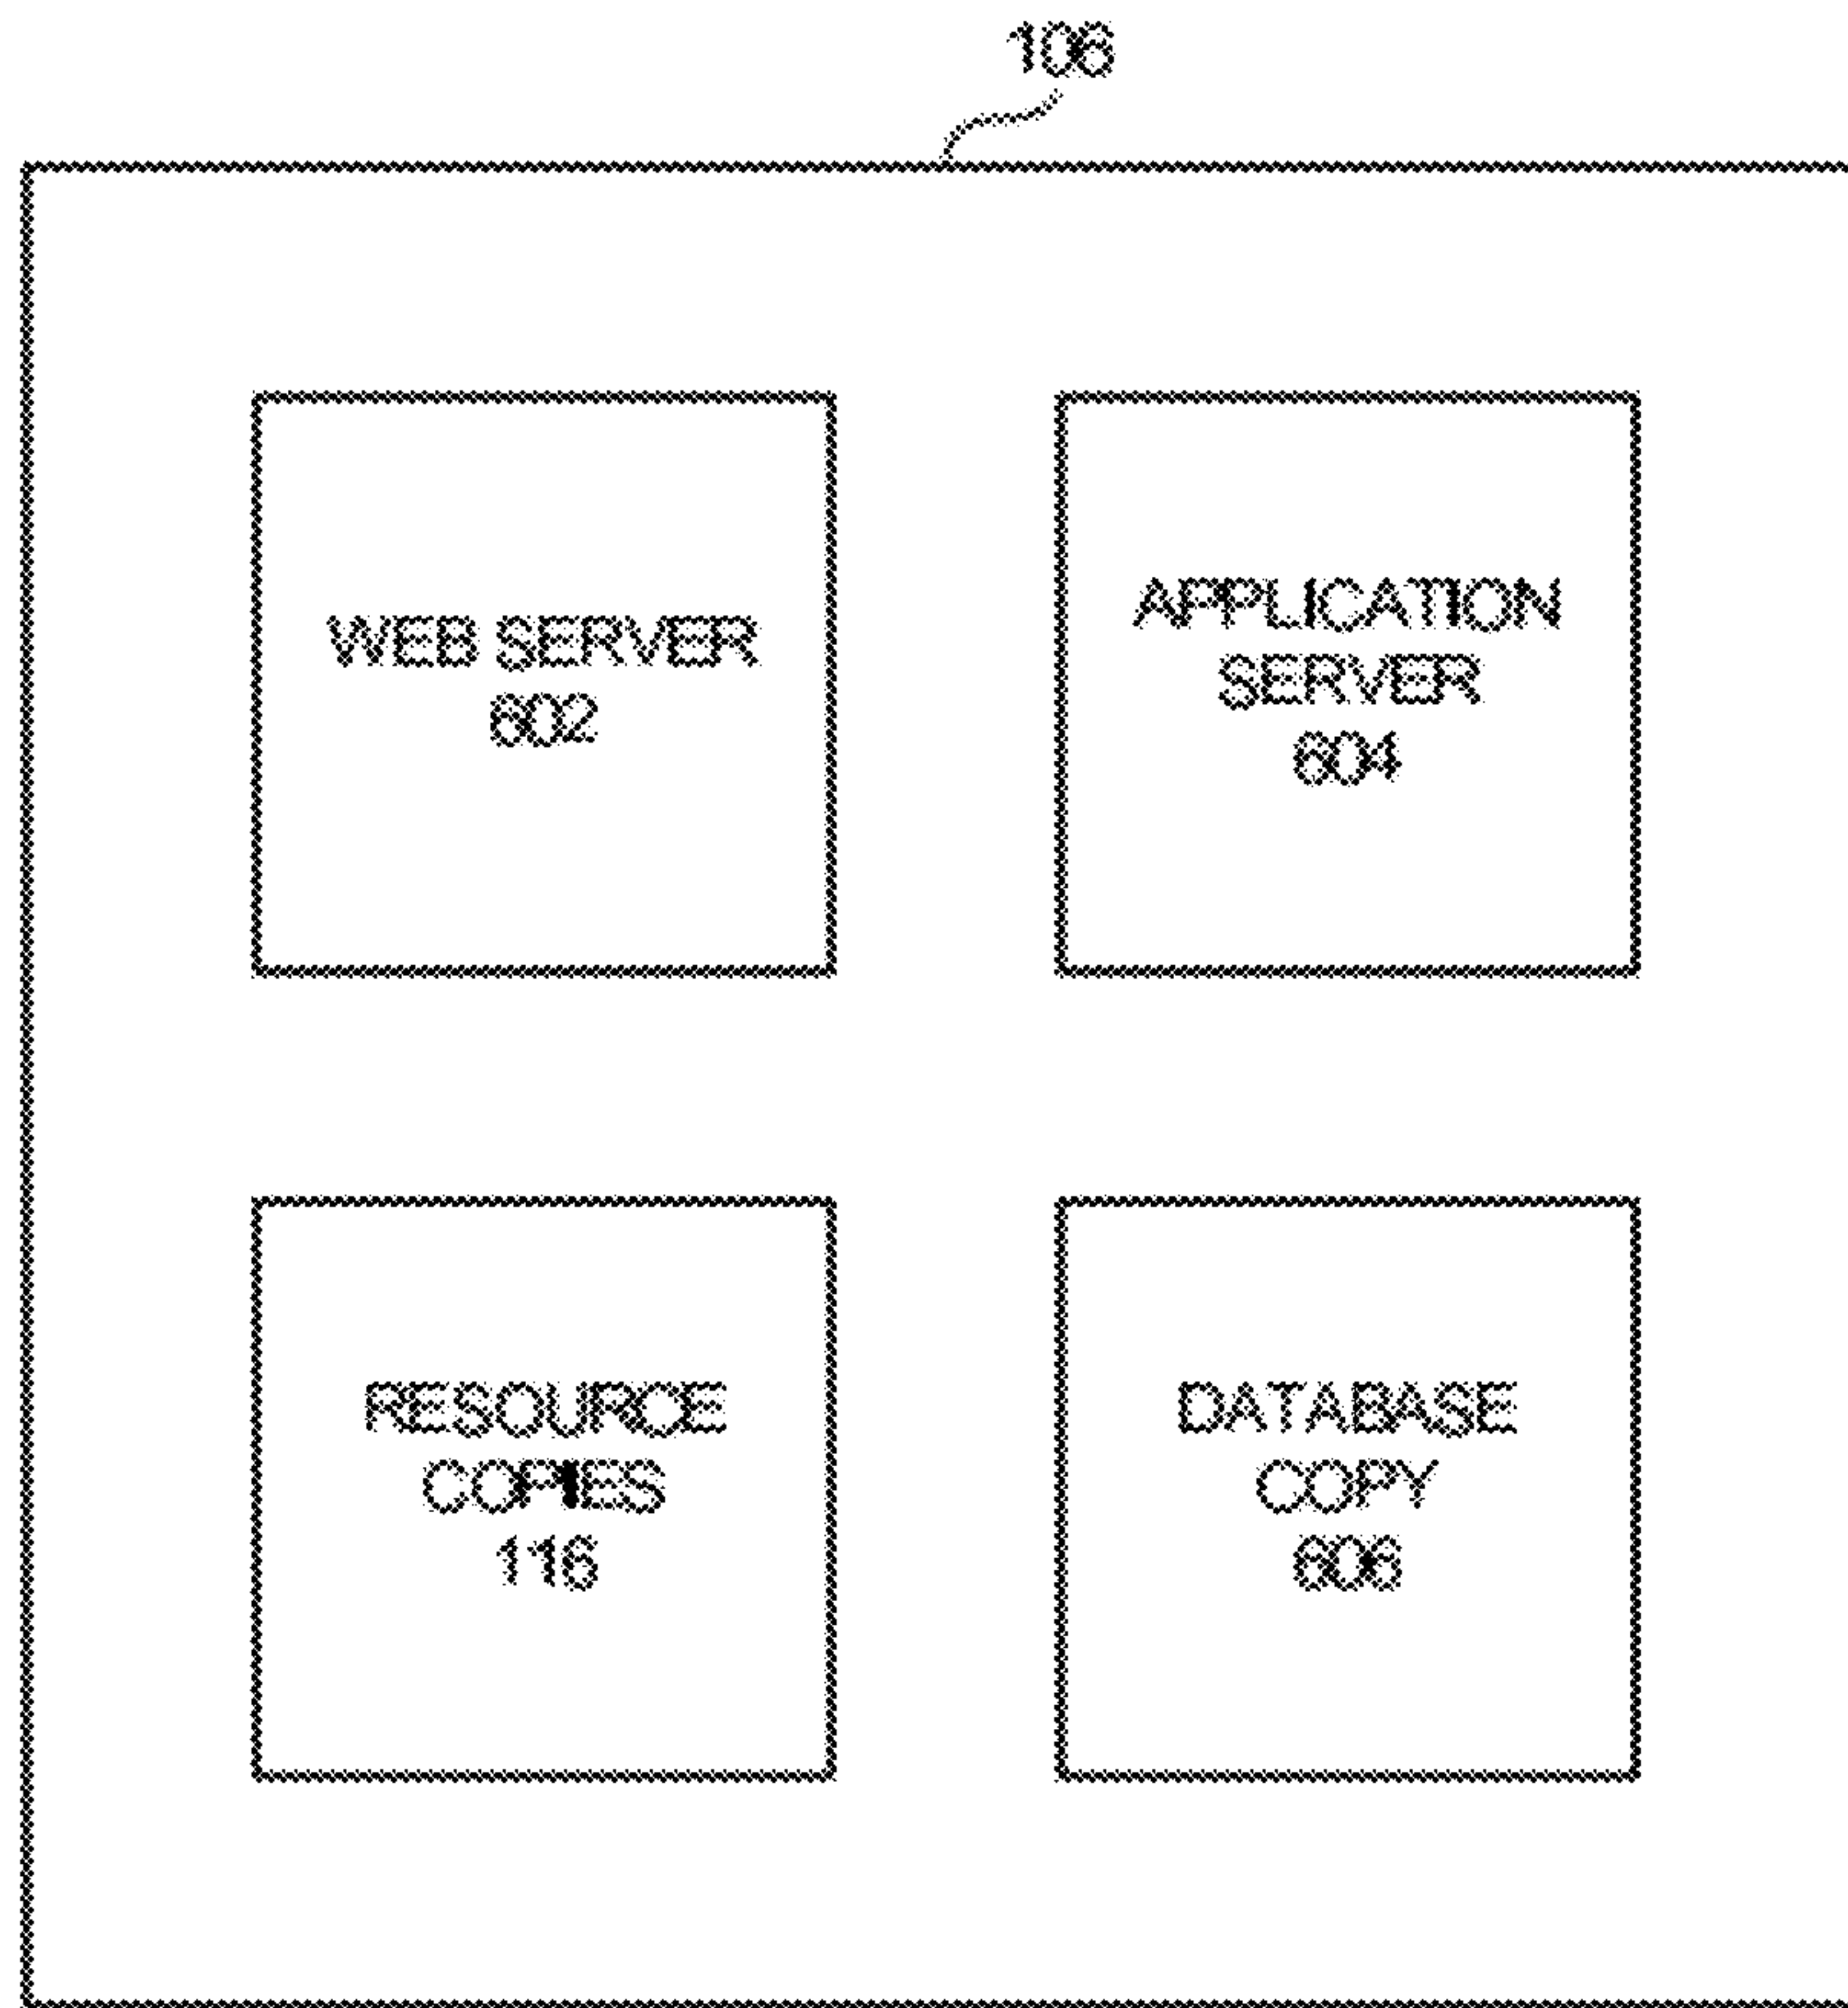 106
WEB SERVER
602
APPLICATION
SERVER
604
RESOURCE
COPIES
116
DATABASE
COPY
606